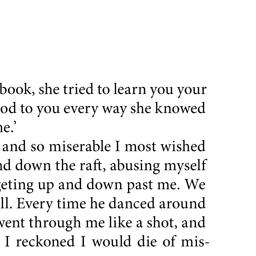 book, she tried to learn you your
od to you every way she knowed
e.’
and so miserable I most wished
nd down the raft, abusing myself
geting up and down past me. We
ll. Every time he danced around
went through me like a shot, and
I reckoned I would die of mis-